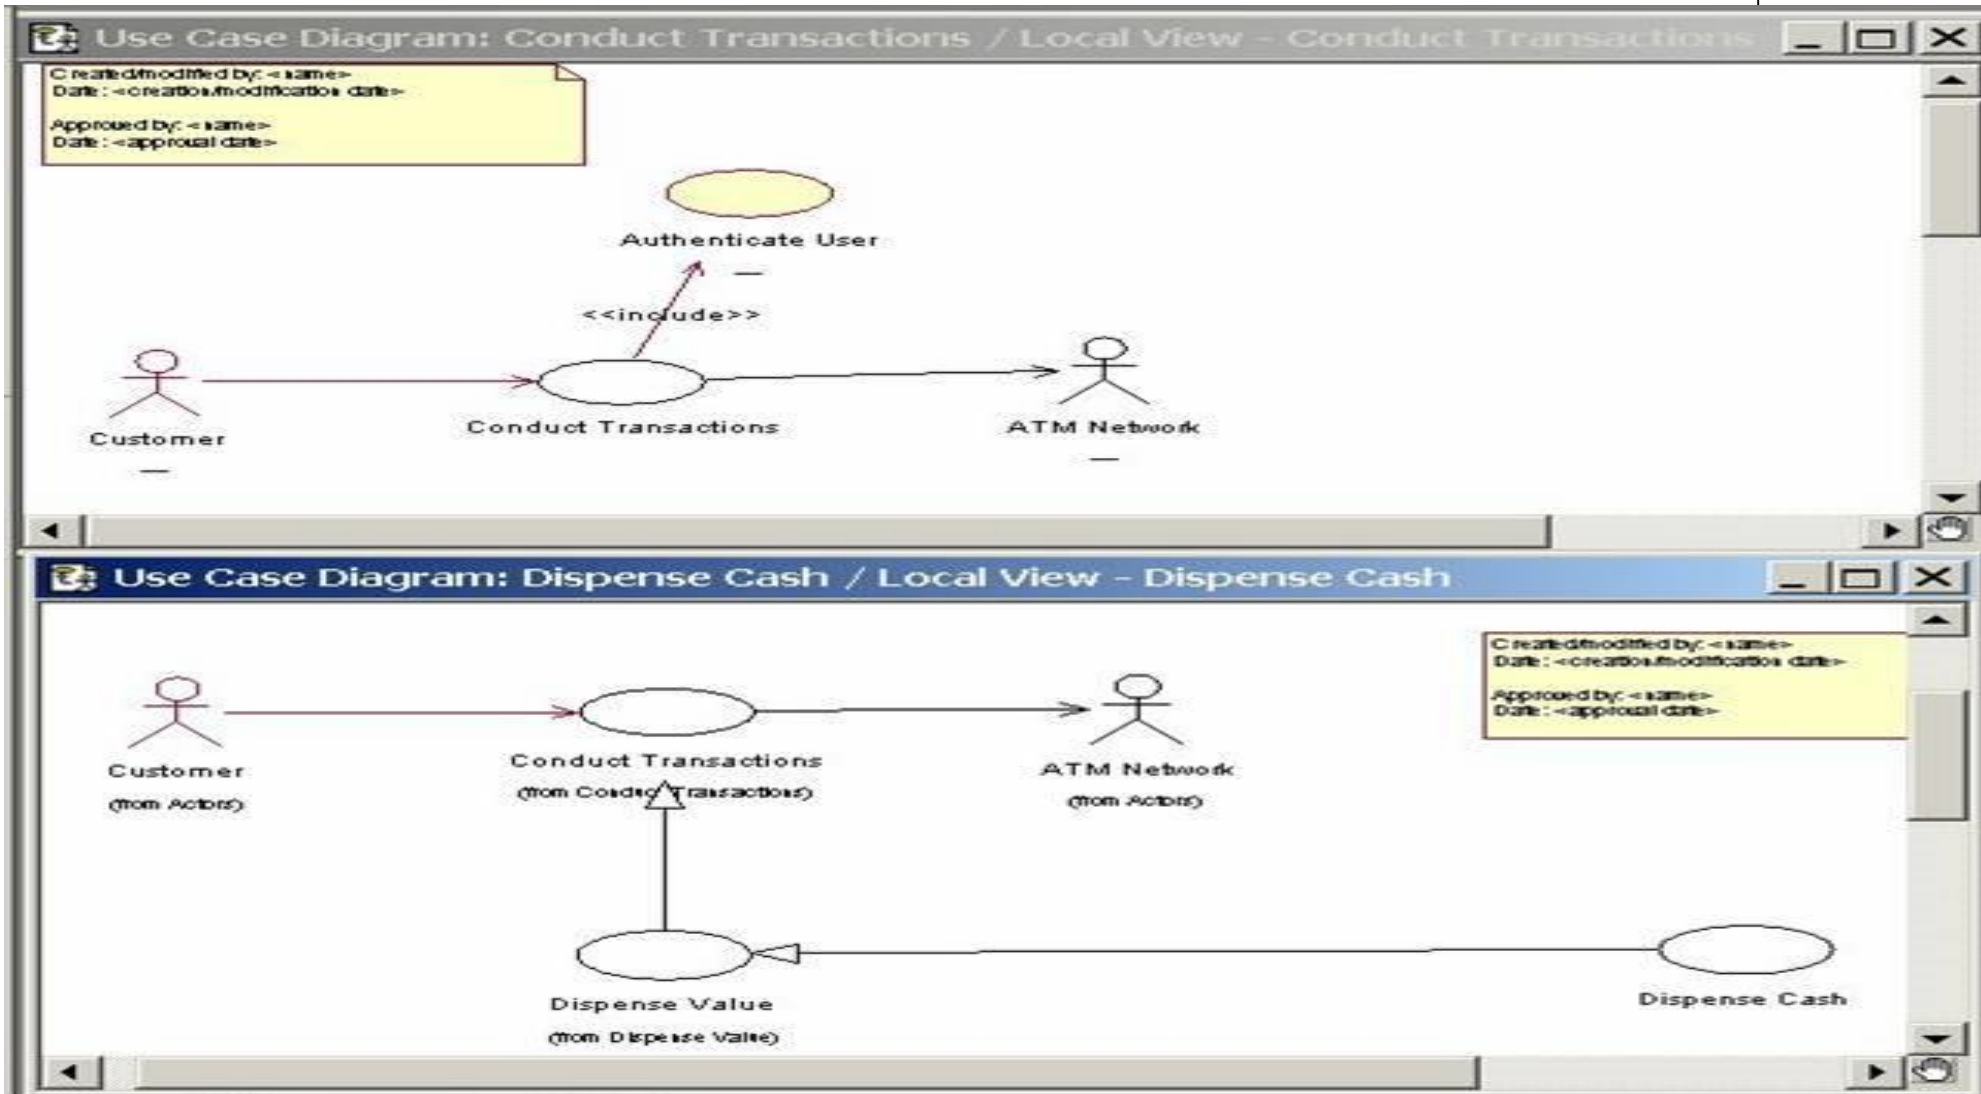 Use Case Diagram: Conduct Transactions / Local View - Conduct Transactions
Created/modified by: <name>
Date: <creation/modification date>
Approved by: <name>
Date: <approval date>
Authenticate User
<<include>>
Customer
Conduct Transactions
ATM Network
Use Case Diagram: Dispense Cash / Local View - Dispense Cash
Created/modified by: <name>
Date: <creation/modification date>
Approved by: <name>
Date: <approval date>
Customer
(from Actors)
Conduct Transactions
(from Conduct Transactions)
ATM Network
(from Actors)
Dispense Value
(from Dispense Value)
Dispense Cash